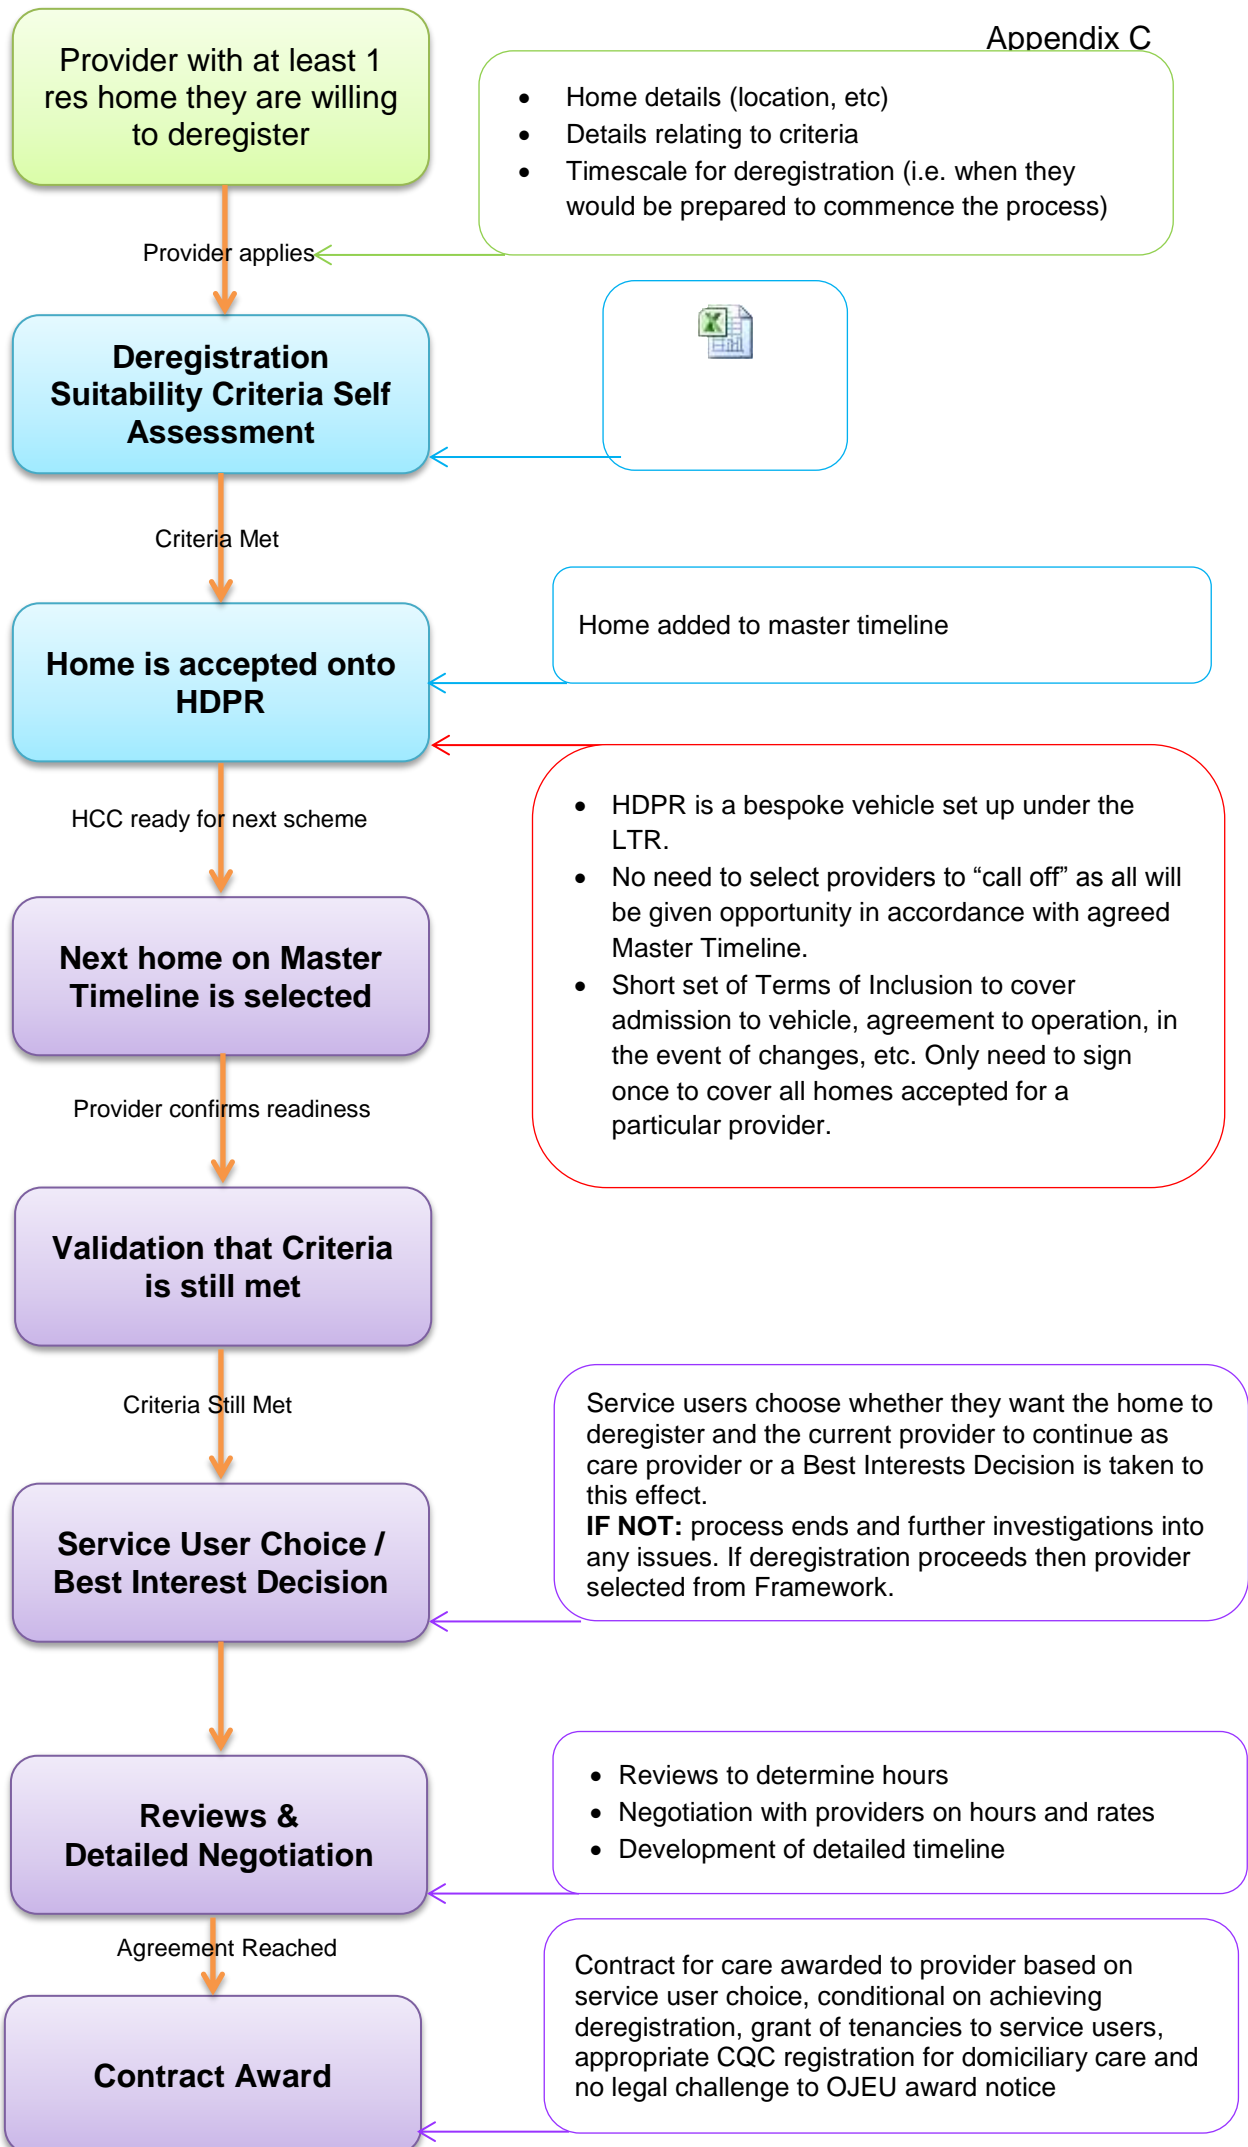 Appendix C
Provider with at least 1
res home they are willing
to deregister
• Home details (location, etc)
• Details relating to criteria
• Timescale for deregistration (i.e. when they
would be prepared to commence the process)
Provider applies
Deregistration
Suitability Criteria Self
Assessment
Criteria Met
Home is accepted onto
HDPR
Home added to master timeline
• HDPR is a bespoke vehicle set up under the
LTR.
• No need to select providers to “call off” as all will
be given opportunity in accordance with agreed
Master Timeline.
• Short set of Terms of Inclusion to cover
admission to vehicle, agreement to operation, in
the event of changes, etc. Only need to sign
once to cover all homes accepted for a
particular provider.
HCC ready for next scheme
Next home on Master
Timeline is selected
Provider confirms readiness
Validation that Criteria
is still met
Criteria Still Met
Service User Choice /
Best Interest Decision
Service users choose whether they want the home to
deregister and the current provider to continue as
care provider or a Best Interests Decision is taken to
this effect.
IF NOT: process ends and further investigations into
any issues. If deregistration proceeds then provider
selected from Framework.
Reviews &
Detailed Negotiation
• Reviews to determine hours
• Negotiation with providers on hours and rates
• Development of detailed timeline
Agreement Reached
Contract Award
Contract for care awarded to provider based on
service user choice, conditional on achieving
deregistration, grant of tenancies to service users,
appropriate CQC registration for domiciliary care and
no legal challenge to OJEU award notice